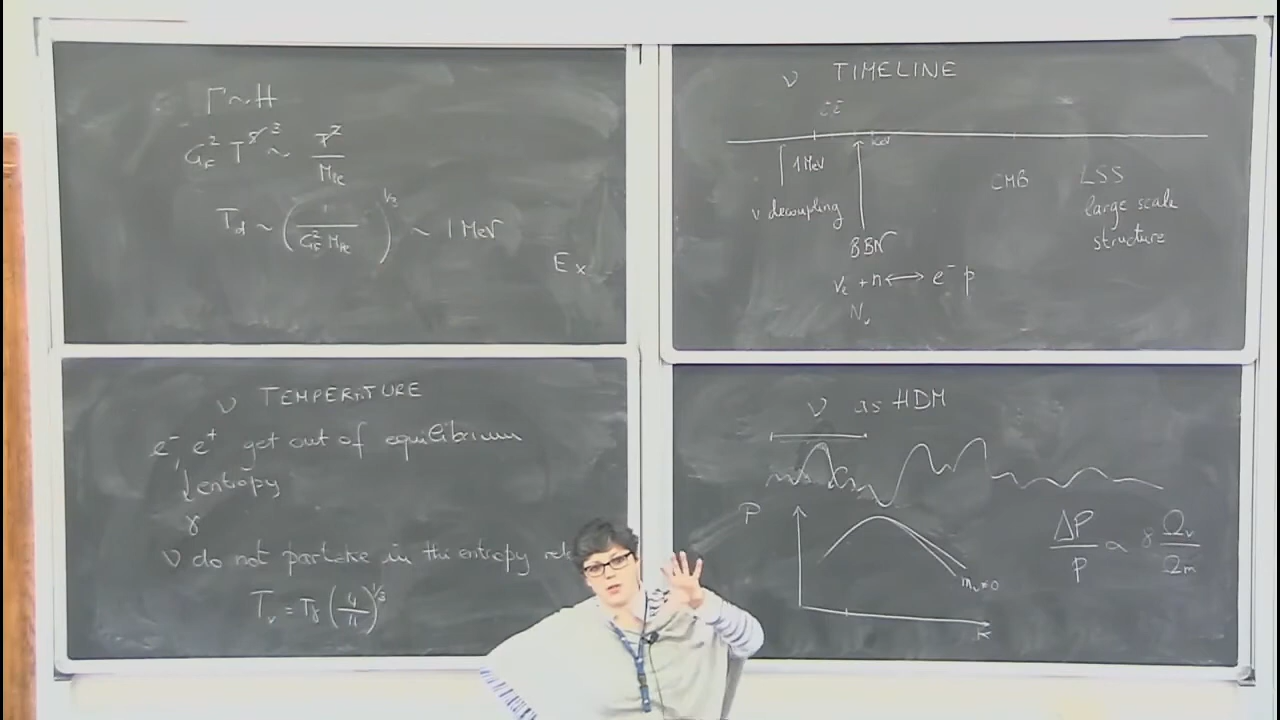 Γ ~ H
G_F^2 T^5 3 ~ T^2 / M_Pl
T_d ~ (1 / G_F^2 M_Pl)^1/3 ~ 1 MeV
Ex
ν TEMPERATURE
e⁻, e⁺ get out of equilibrium
↓ entropy
γ
ν do not partake in the entropy
T_ν = T_γ (4/11)^1/3
ν TIMELINE
1 MeV
keV
ν decoupling
BBN
ν_e + n ↔ e⁻ p
N_ν
CMB
LSS
large scale
structure
ν as HDM
P
ΔP / P ∝ 8 Ω_ν / Ω_m
m_ν ≠ 0
K